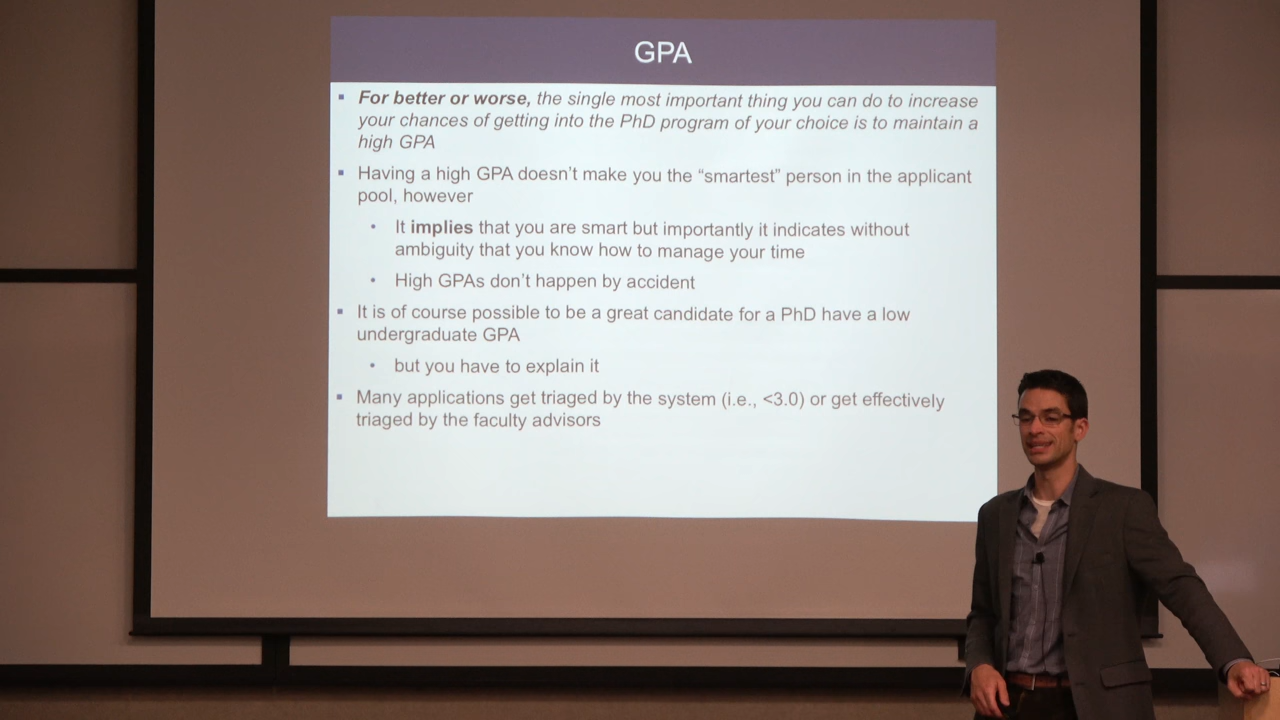 GPA
▪ For better or worse, the single most important thing you can do to increase
your chances of getting into the PhD program of your choice is to maintain a
high GPA
▪ Having a high GPA doesn't make you the “smartest” person in the applicant
pool, however
• It implies that you are smart but importantly it indicates without
ambiguity that you know how to manage your time
• High GPAs don't happen by accident
▪ It is of course possible to be a great candidate for a PhD have a low
undergraduate GPA
• but you have to explain it
▪ Many applications get triaged by the system (i.e., <3.0) or get effectively
triaged by the faculty advisors